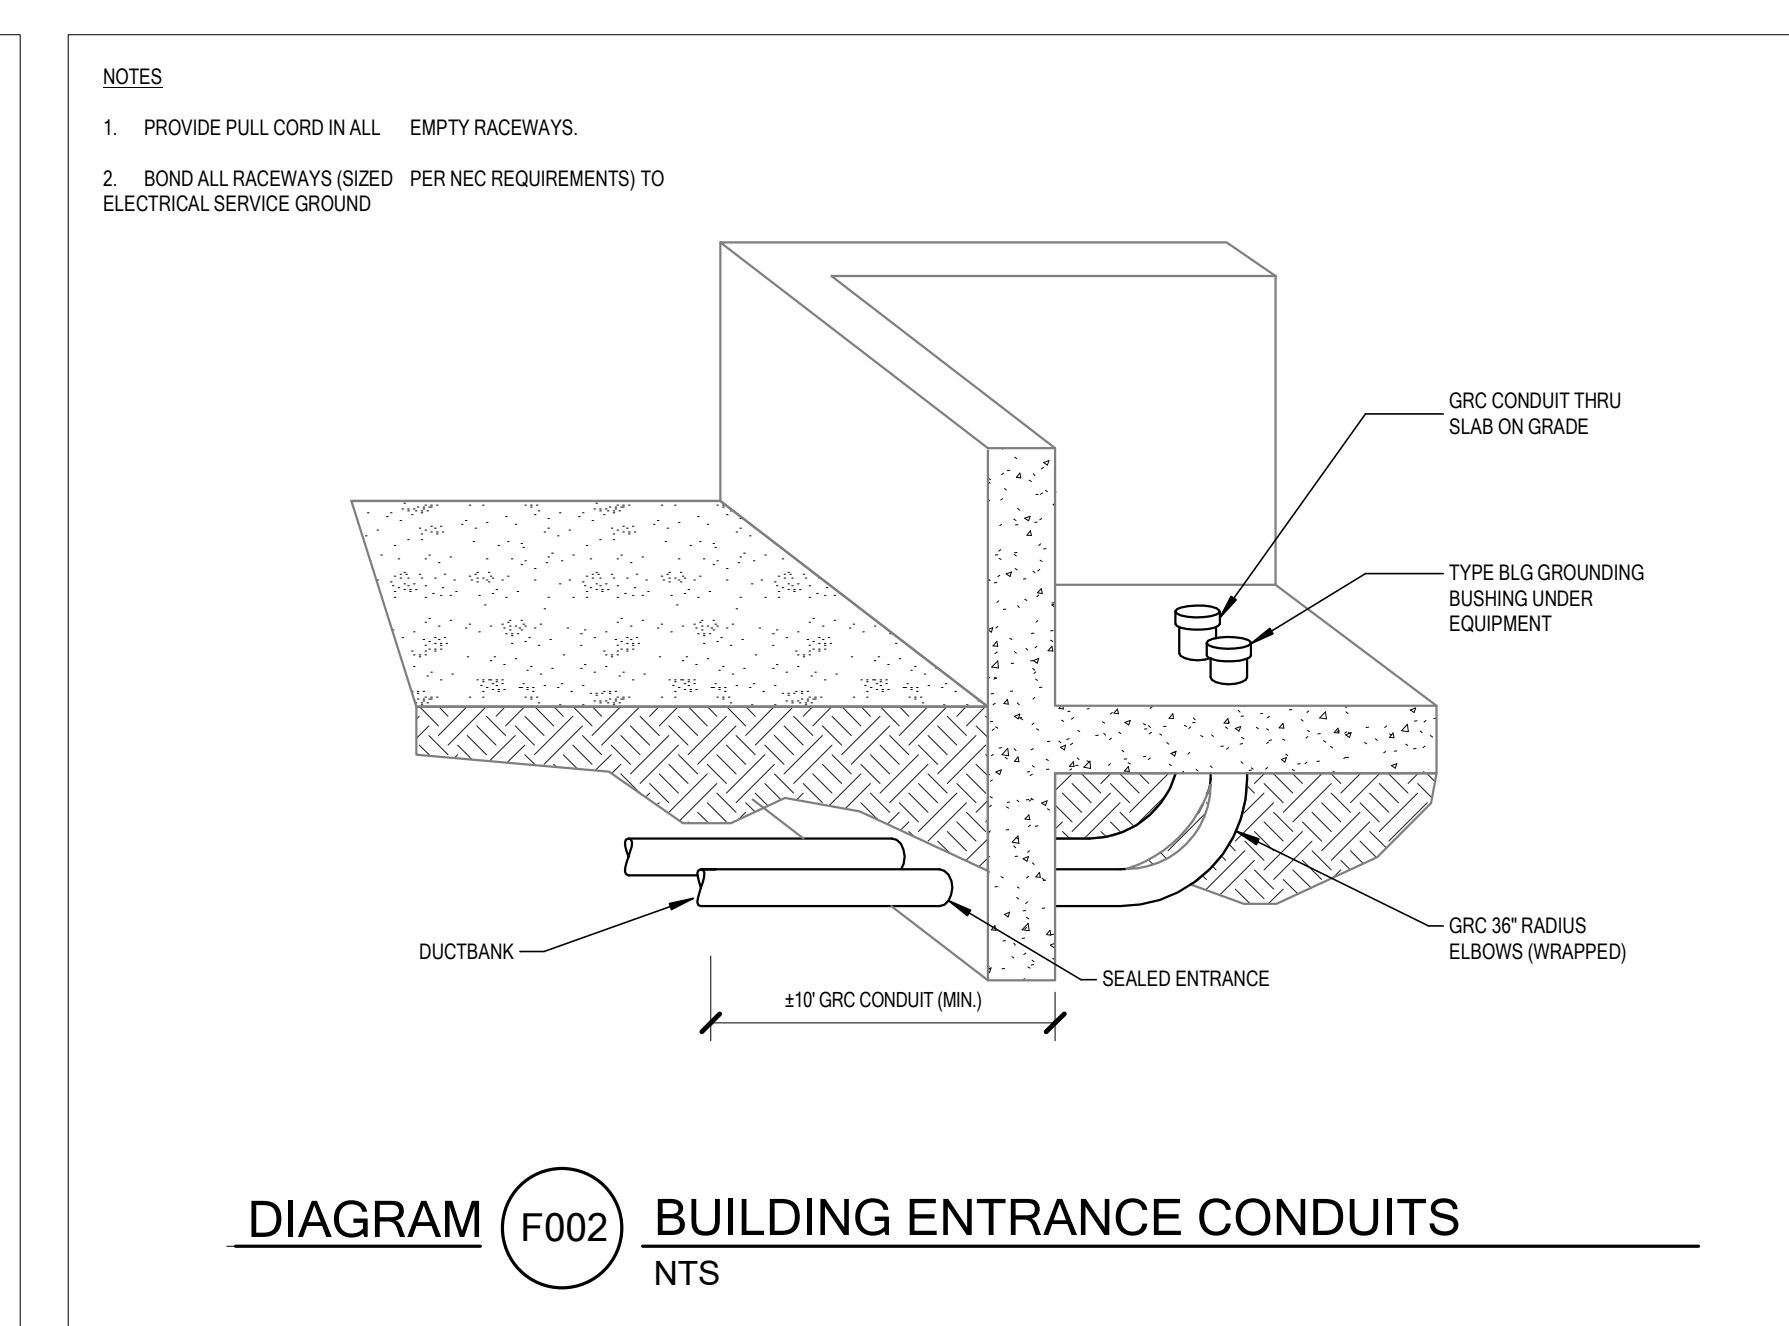 NOTES
1. PROVIDE PULL CORD IN ALL EMPTY RACEWAYS.
2. BOND ALL RACEWAYS (SIZED PER NEC REQUIREMENTS) TO
ELECTRICAL SERVICE GROUND
GRC CONDUIT THRU
SLAB ON GRADE
TYPE BLG GROUNDING
BUSHING UNDER
EQUIPMENT
GRC 36" RADIUS
ELBOWS (WRAPPED)
DUCTBANK
SEALED ENTRANCE
±10' GRC CONDUIT (MIN.)
DIAGRAM F002 BUILDING ENTRANCE CONDUITS
NTS